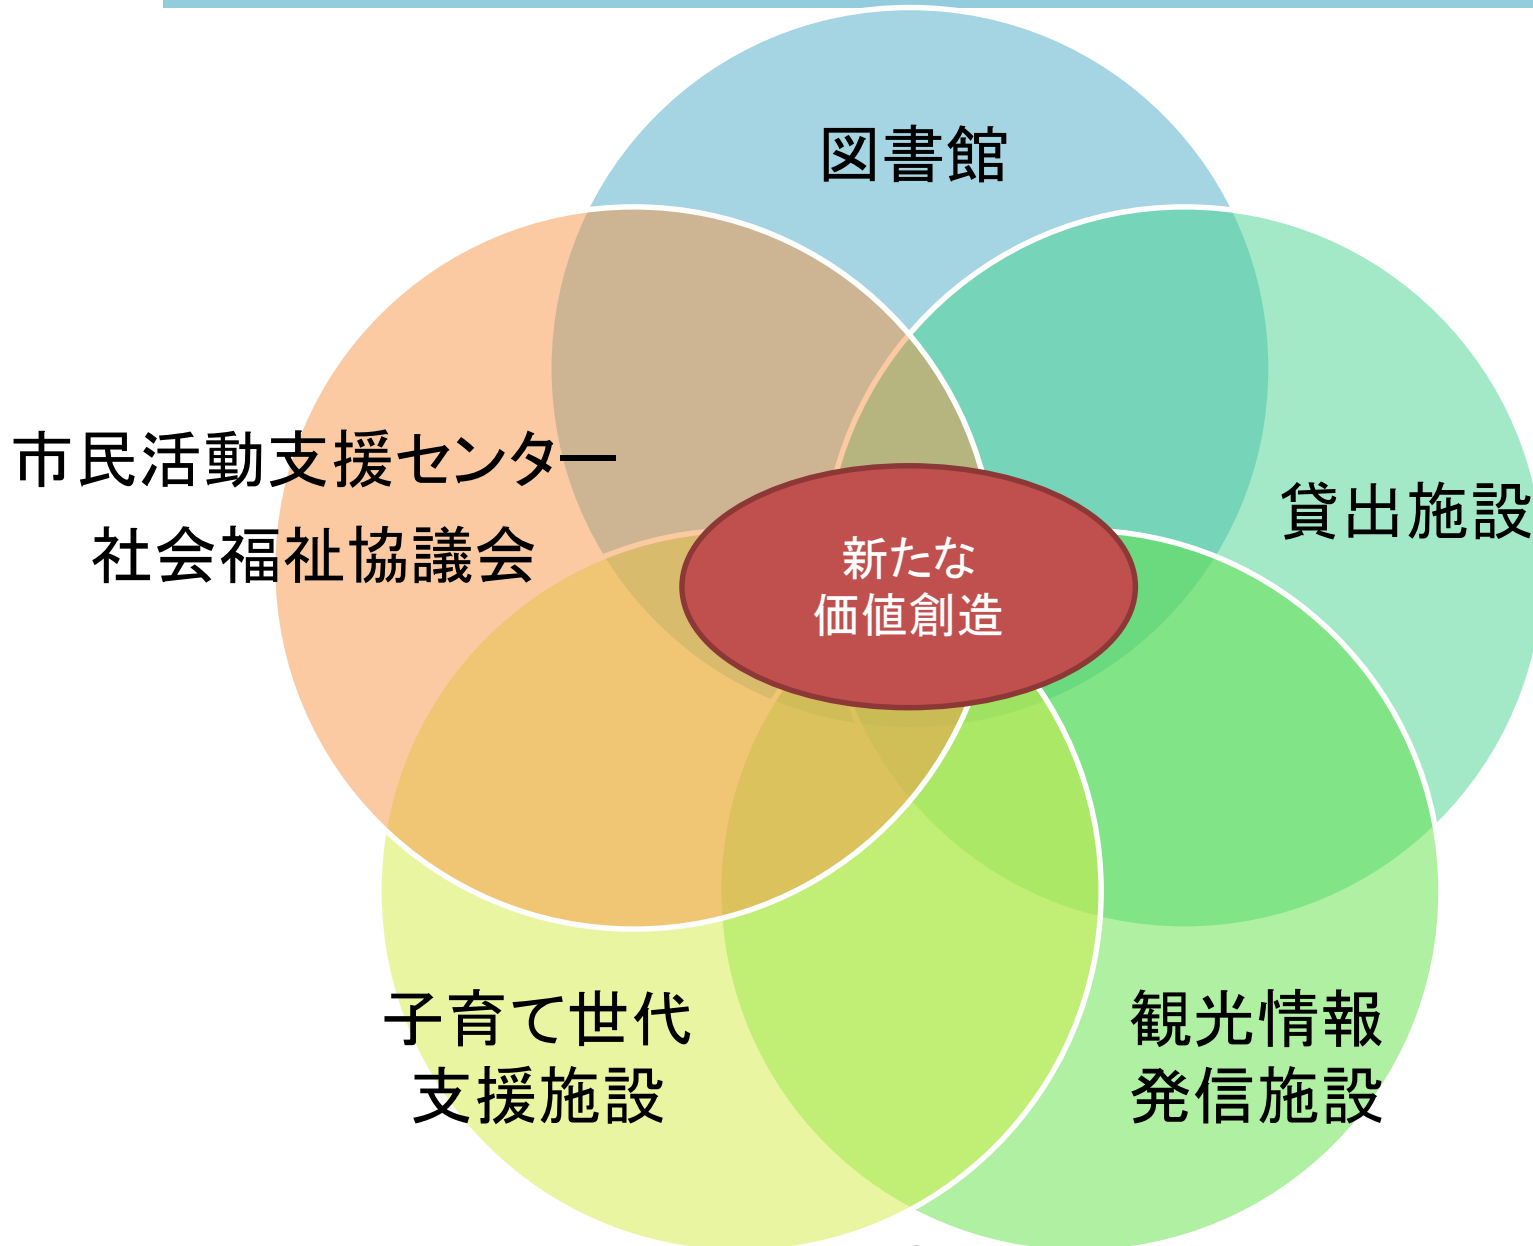 図書館
市民活動支援センター
社会福祉協議会
貸出施設
新たな
価値創造
子育て世代
支援施設
観光情報
発信施設